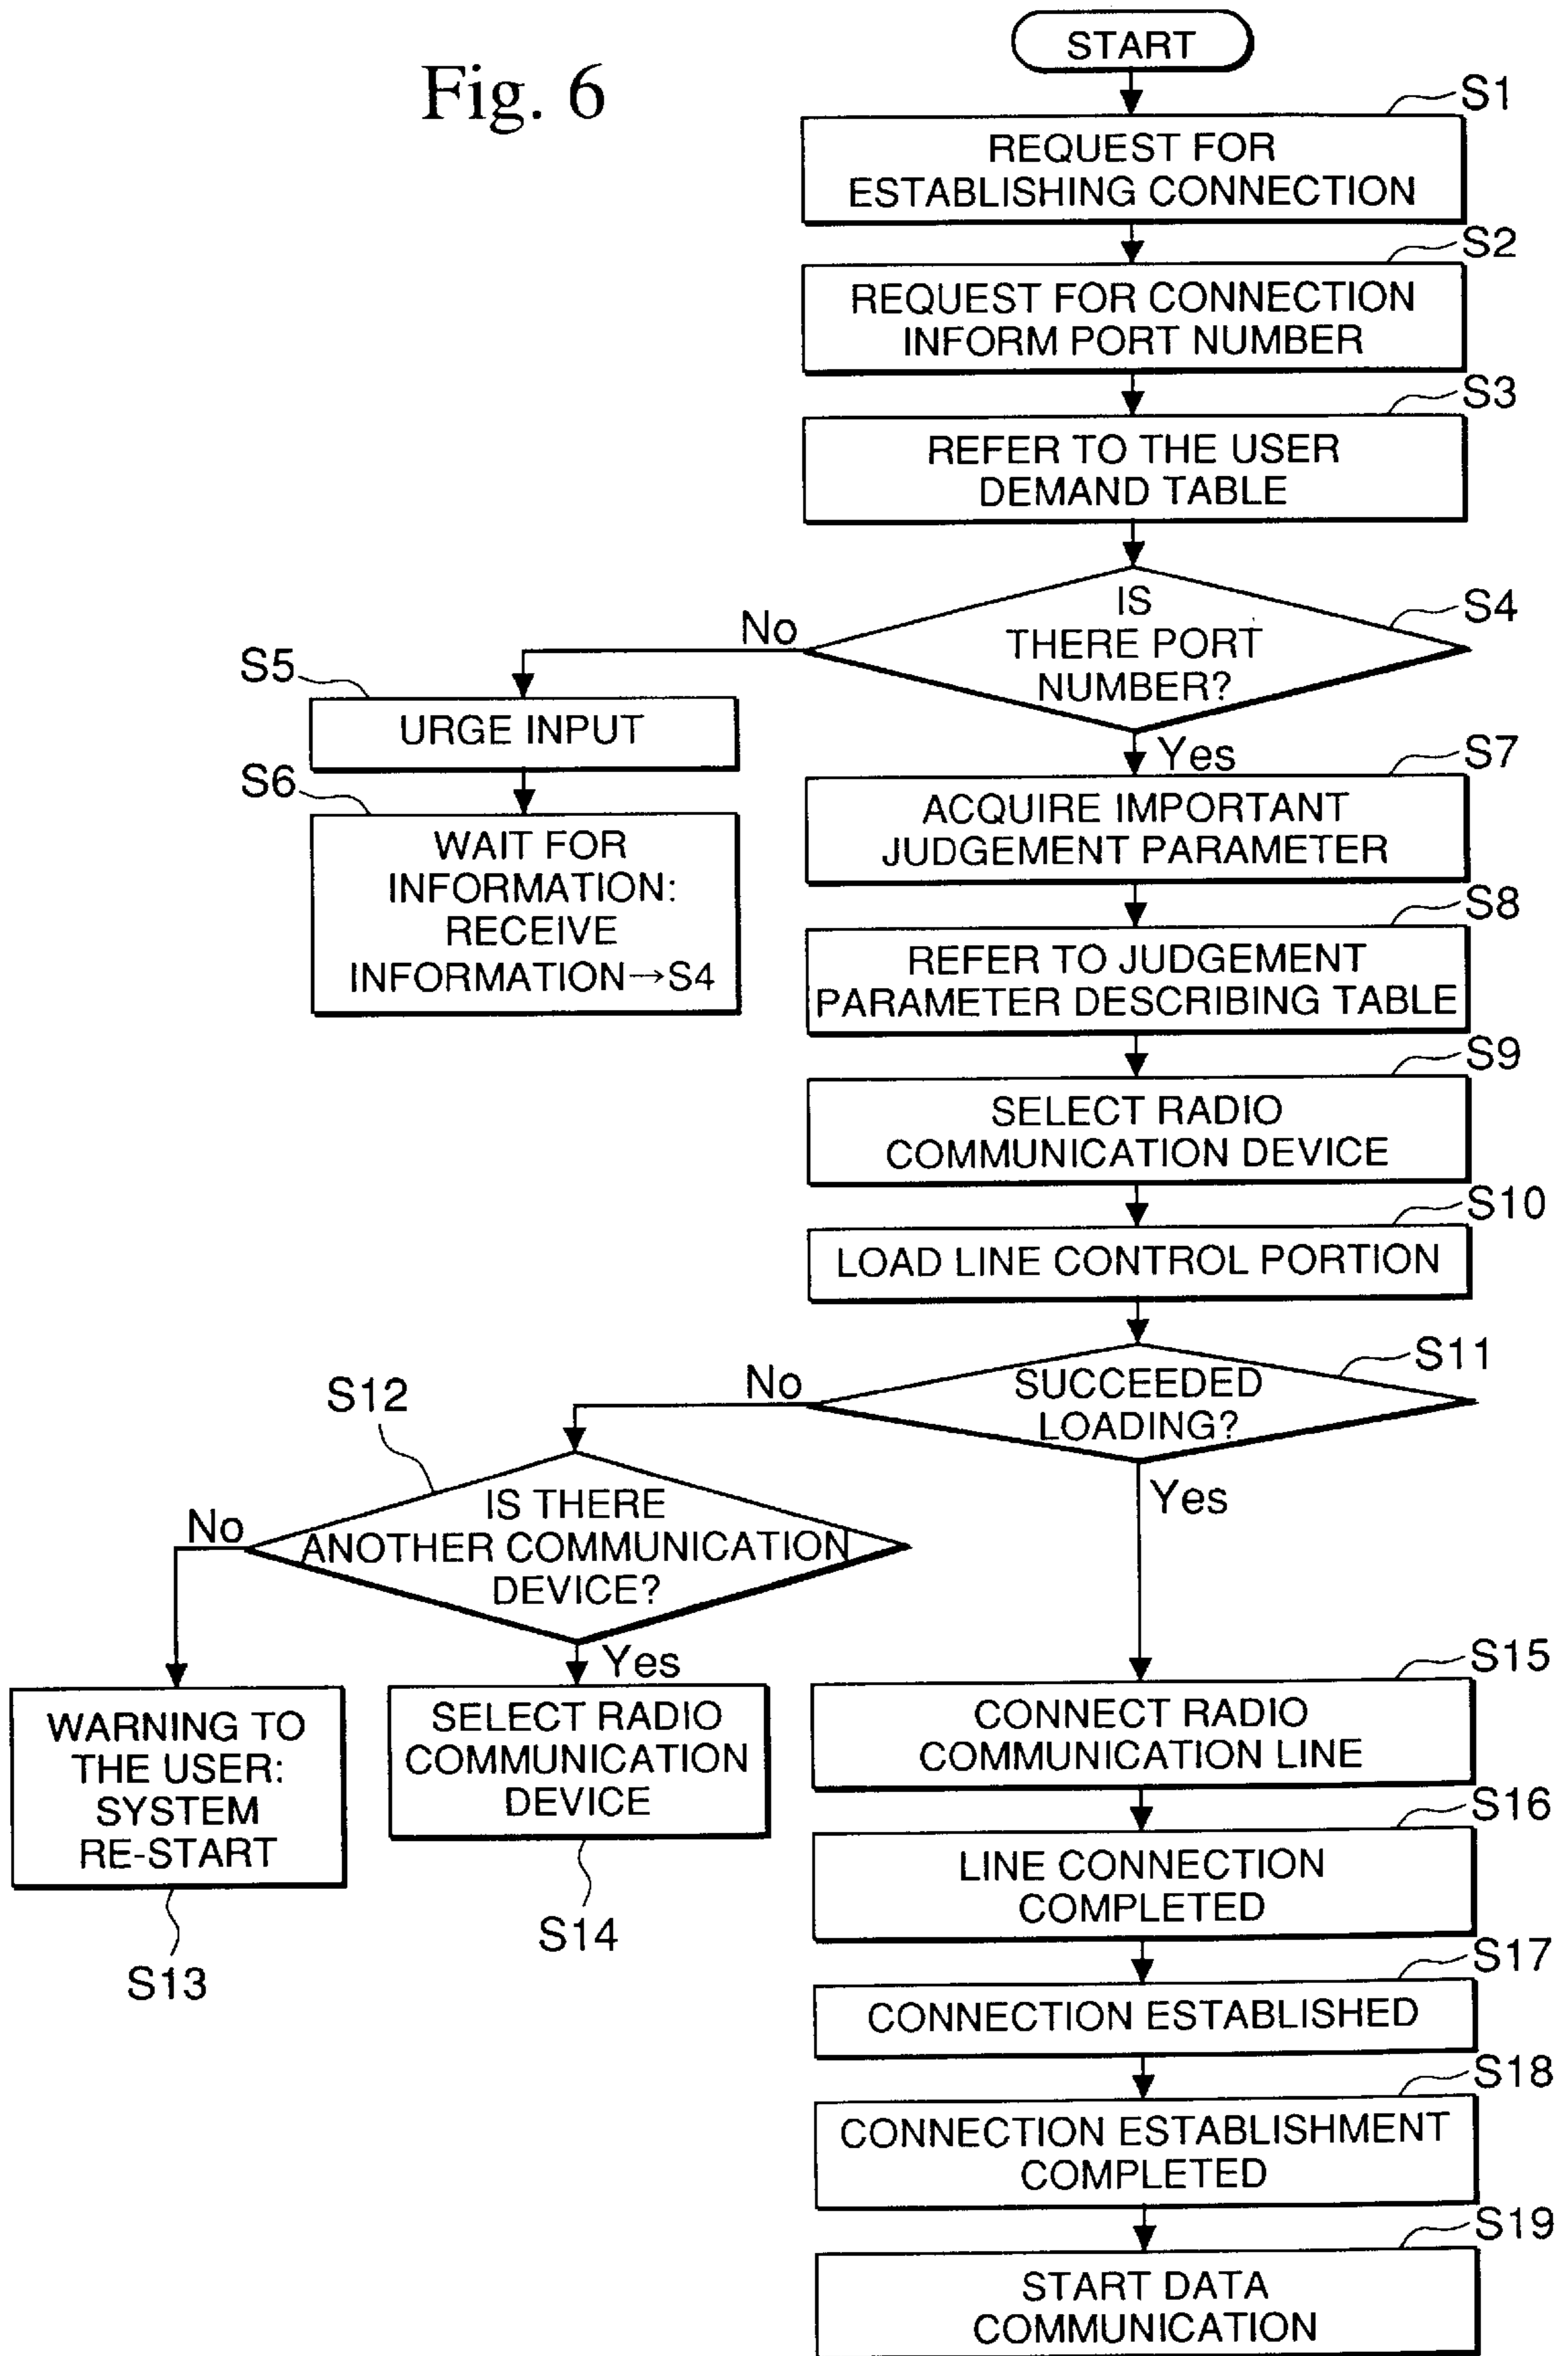 Fig. 6
START
S1
REQUEST FOR
ESTABLISHING CONNECTION
S2
REQUEST FOR CONNECTION
INFORM PORT NUMBER
S3
REFER TO THE USER
DEMAND TABLE
S4
IS
THERE PORT
NUMBER?
No
Yes
S5
URGE INPUT
S6
WAIT FOR
INFORMATION:
RECEIVE
INFORMATION→S4
S7
ACQUIRE IMPORTANT
JUDGEMENT PARAMETER
S8
REFER TO JUDGEMENT
PARAMETER DESCRIBING TABLE
S9
SELECT RADIO
COMMUNICATION DEVICE
S10
LOAD LINE CONTROL PORTION
S11
SUCCEEDED
LOADING?
No
Yes
S12
IS THERE
ANOTHER COMMUNICATION
DEVICE?
No
Yes
WARNING TO
THE USER:
SYSTEM
RE-START
S13
SELECT RADIO
COMMUNICATION
DEVICE
S14
S15
CONNECT RADIO
COMMUNICATION LINE
S16
LINE CONNECTION
COMPLETED
S17
CONNECTION ESTABLISHED
S18
CONNECTION ESTABLISHMENT
COMPLETED
S19
START DATA
COMMUNICATION